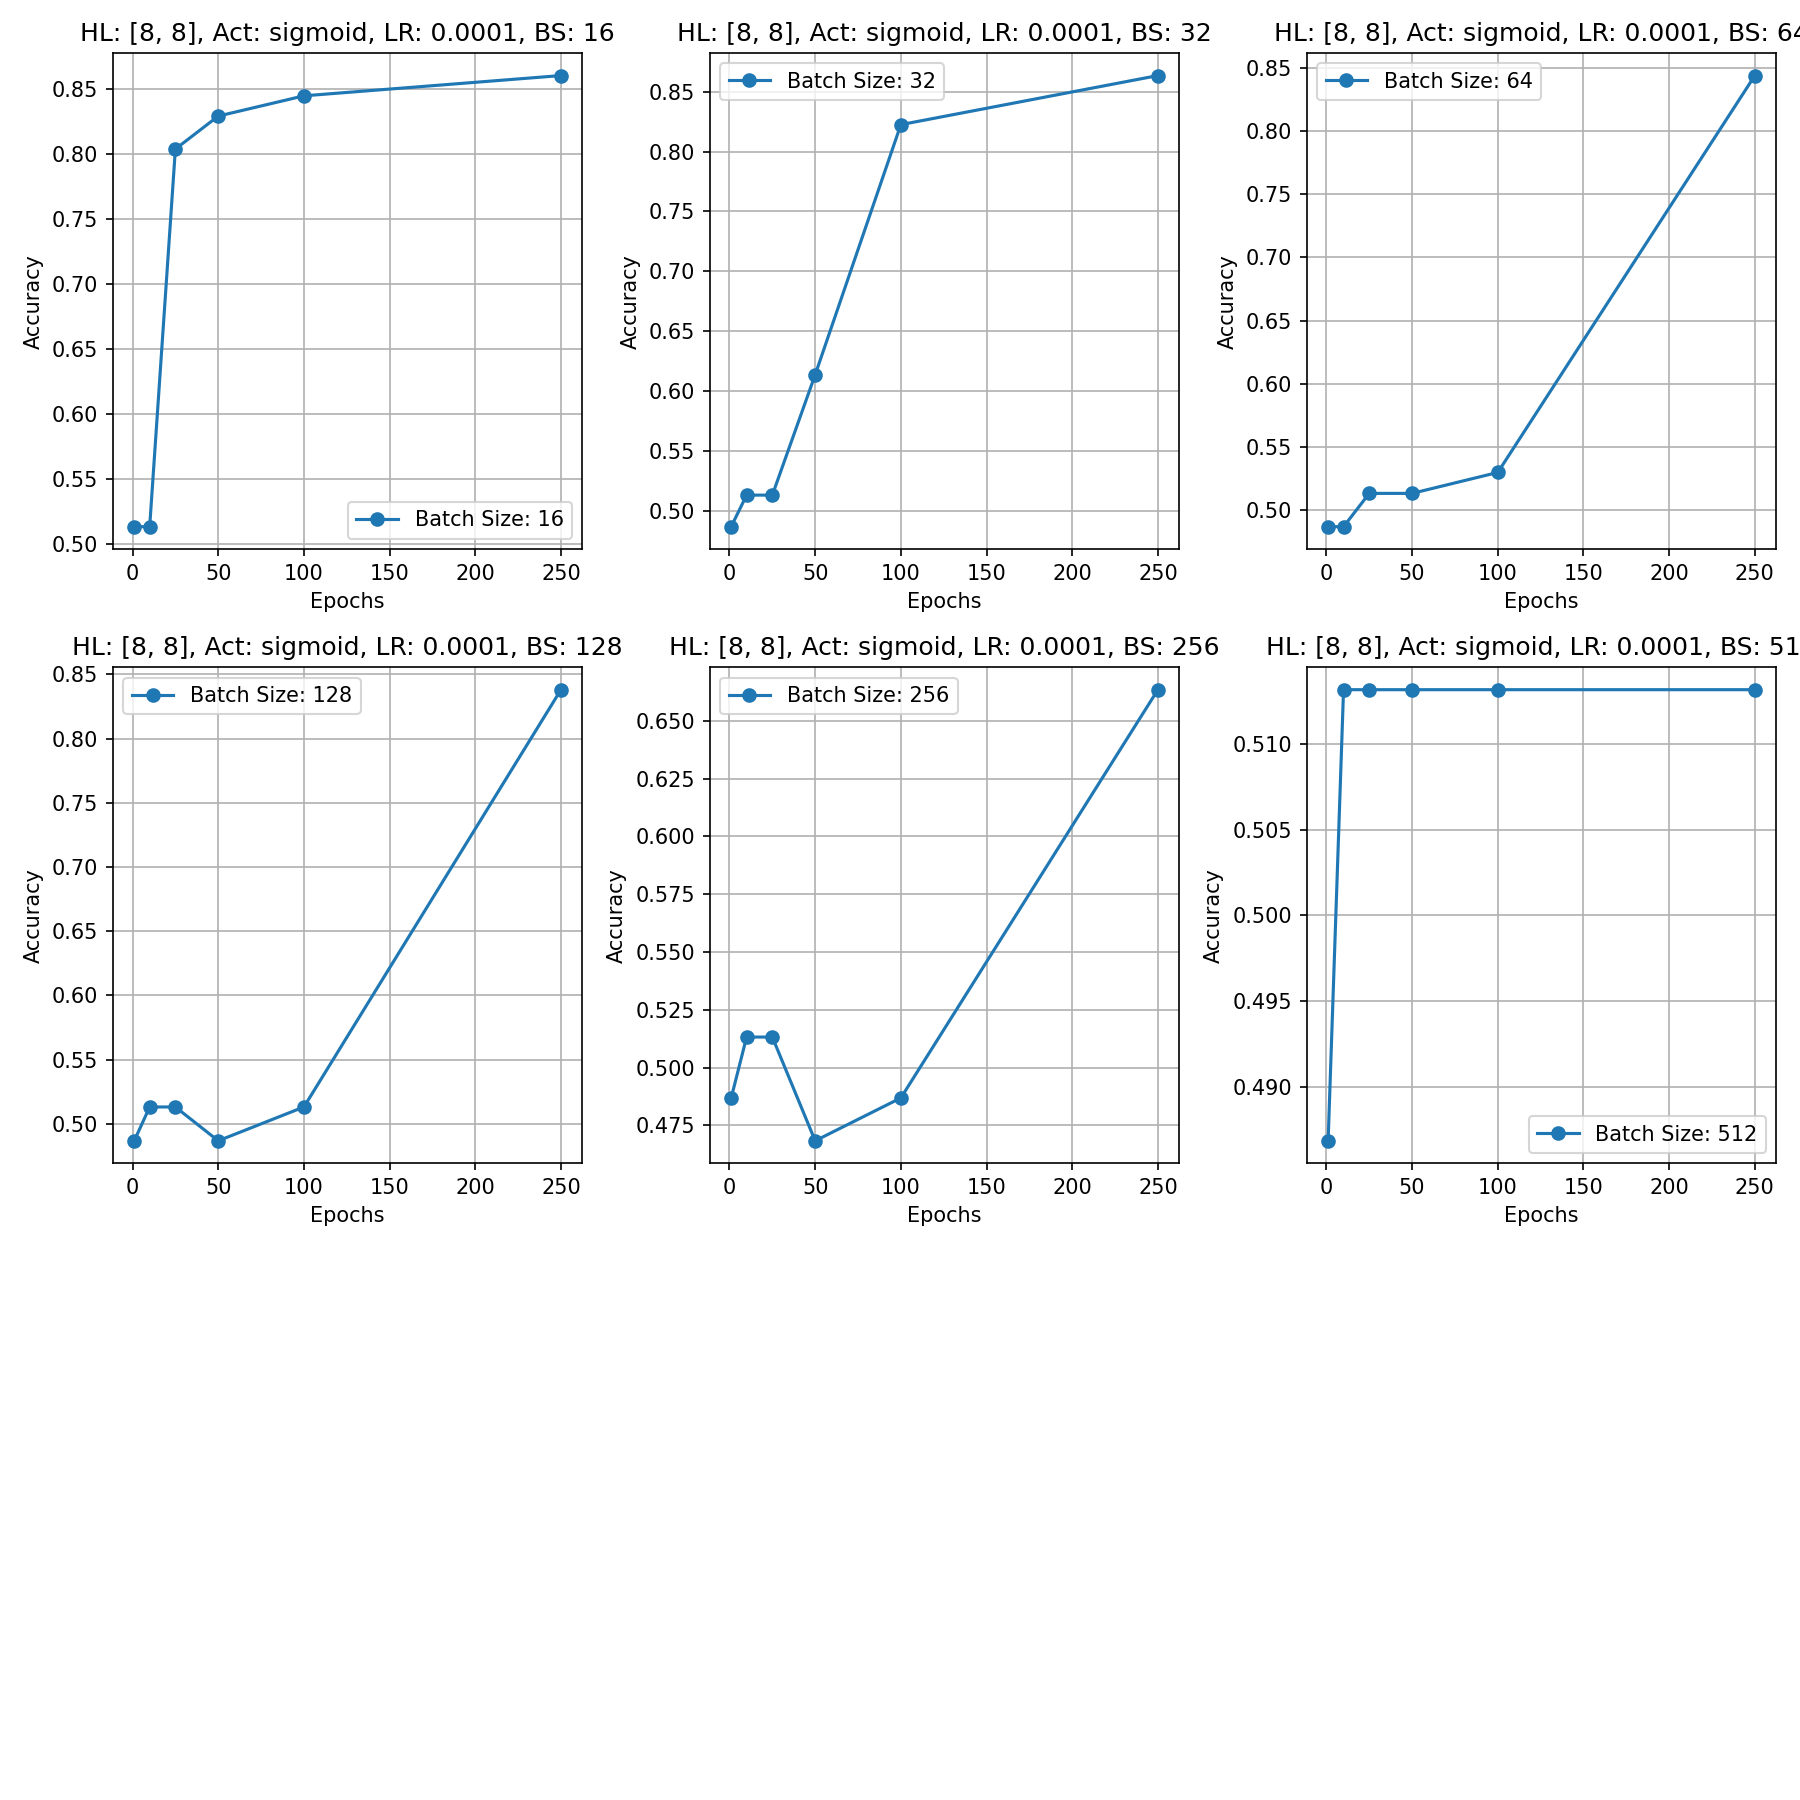 HL: [8, 8], Act: sigmoid, LR: 0.0001, BS: 16
0.85
0.80
0.75
0.70
0.65
0.60
0.55
0.50
Accuracy
Batch Size: 16
0 50 100 150 200 250
Epochs
HL: [8, 8], Act: sigmoid, LR: 0.0001, BS: 32
Batch Size: 32
0.85
0.80
0.75
0.70
0.65
0.60
0.55
0.50
Accuracy
0 50 100 150 200 250
Epochs
HL: [8, 8], Act: sigmoid, LR: 0.0001, BS: 64
Batch Size: 64
0.85
0.80
0.75
0.70
0.65
0.60
0.55
0.50
Accuracy
0 50 100 150 200 250
Epochs
HL: [8, 8], Act: sigmoid, LR: 0.0001, BS: 128
Batch Size: 128
0.85
0.80
0.75
0.70
0.65
0.60
0.55
0.50
Accuracy
0 50 100 150 200 250
Epochs
HL: [8, 8], Act: sigmoid, LR: 0.0001, BS: 256
Batch Size: 256
0.650
0.625
0.600
0.575
0.550
0.525
0.500
0.475
Accuracy
0 50 100 150 200 250
Epochs
HL: [8, 8], Act: sigmoid, LR: 0.0001, BS: 51
0.510
0.505
0.500
0.495
0.490
Accuracy
Batch Size: 512
0 50 100 150 200 250
Epochs